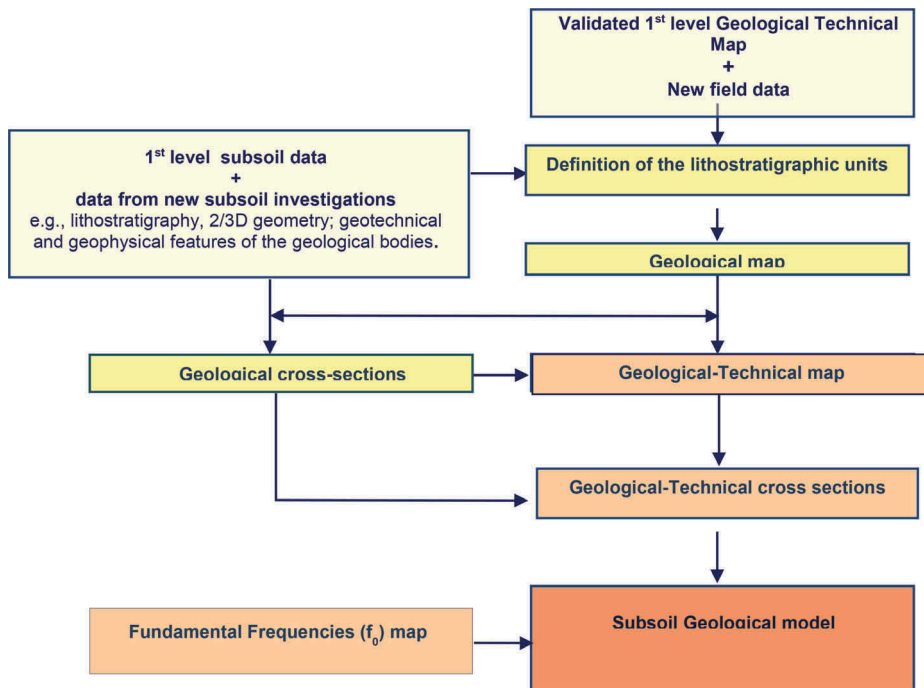 Validated 1st level Geological Technical
Map
+
New field data
1st level subsoil data
+
data from new subsoil investigations
e.g., lithostratigraphy, 2/3D geometry; geotechnical
and geophysical features of the geological bodies.
Definition of the lithostratigraphic units
Geological map
Geological cross-sections
Geological-Technical map
Geological-Technical cross sections
Fundamental Frequencies (f0) map
Subsoil Geological model